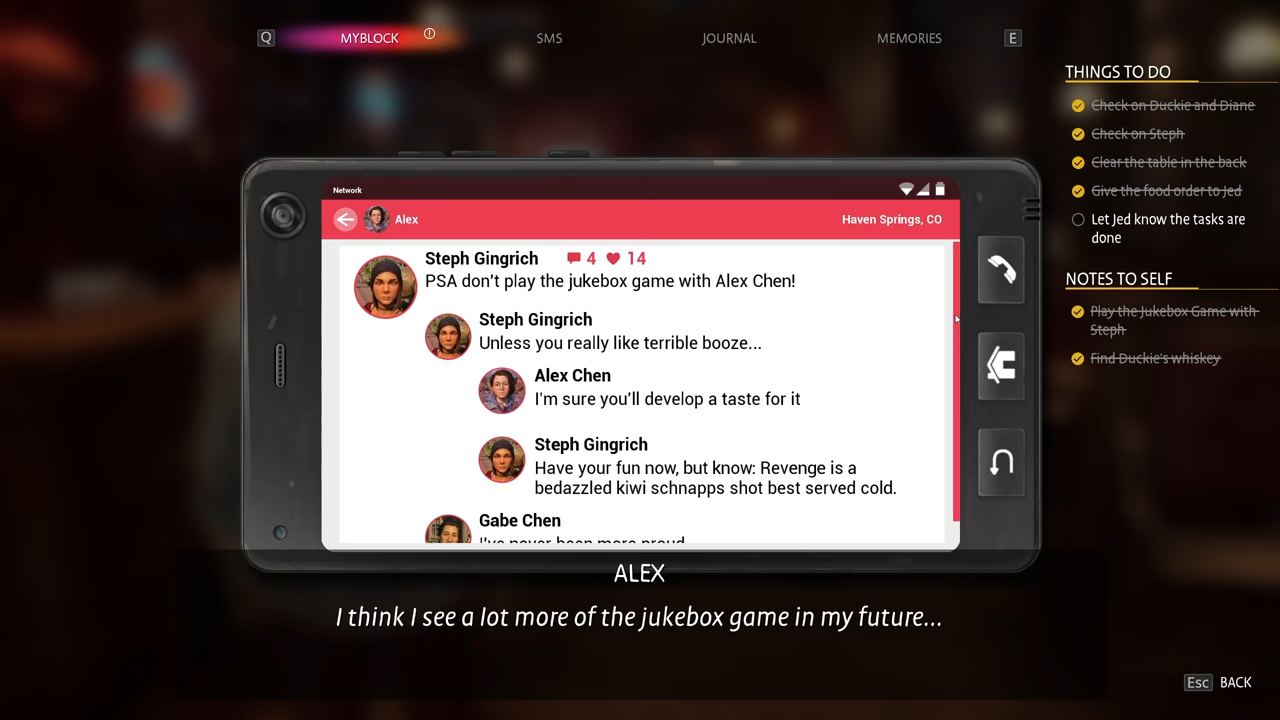 Q
MYBLOCK
SMS
JOURNAL
MEMORIES
E
THINGS TO DO
Check on Duckie and Diane
Check on Steph
Clear the table in the back
Give the food order to Jed
Let Jed know the tasks are
done
NOTES TO SELF
Play the Jukebox Game with
Steph
Find Duckie's whiskey
Network
Alex
Haven Springs, CO
Steph Gingrich 4 14
PSA don't play the jukebox game with Alex Chen!
Steph Gingrich
Unless you really like terrible booze...
Alex Chen
I'm sure you'll develop a taste for it
Steph Gingrich
Have your fun now, but know: Revenge is a
bedazzled kiwi schnapps shot best served cold.
Gabe Chen
I've never been more proud
ALEX
I think I see a lot more of the jukebox game in my future...
Esc BACK